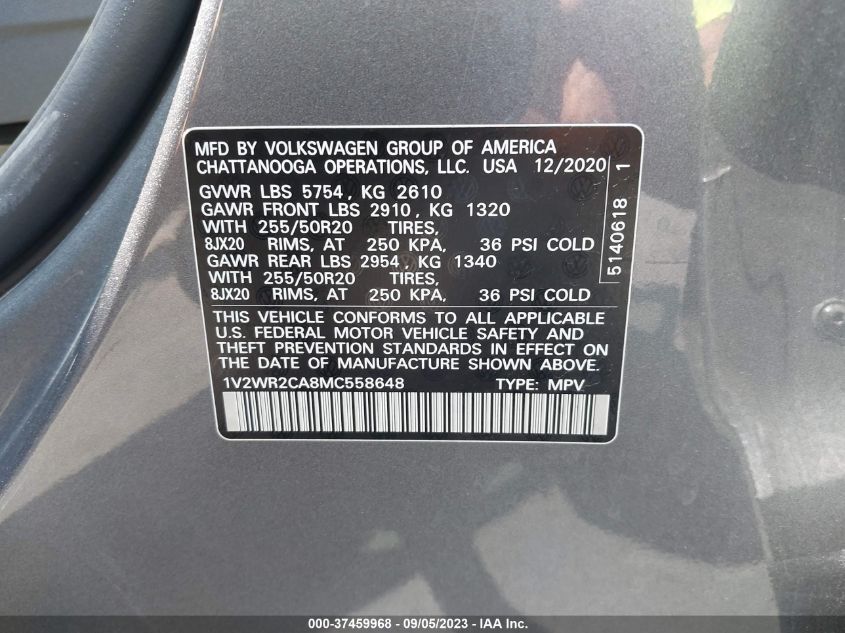 MFD BY VOLKSWAGEN GROUP OF AMERICA
CHATTANOOGA OPERATIONS, LLC. USA 12/2020
GVWR LBS 5754, KG 2610
GAWR FRONT LBS 2910, KG 1320
WITH 255/50R20 TIRES,
8JX20 RIMS, AT 250 KPA, 36 PSI COLD
GAWR REAR LBS 2954, KG 1340
WITH 255/50R20 TIRES,
8JX20 RIMS, AT 250 KPA, 36 PSI COLD
5140618 1
THIS VEHICLE CONFORMS TO ALL APPLICABLE
U.S. FEDERAL MOTOR VEHICLE SAFETY AND
THEFT PREVENTION STANDARDS IN EFFECT ON
THE DATE OF MANUFACTURE SHOWN ABOVE.
1V2WR2CA8MC558648 TYPE: MPV
000-37459968 - 09/05/2023 - IAA Inc.